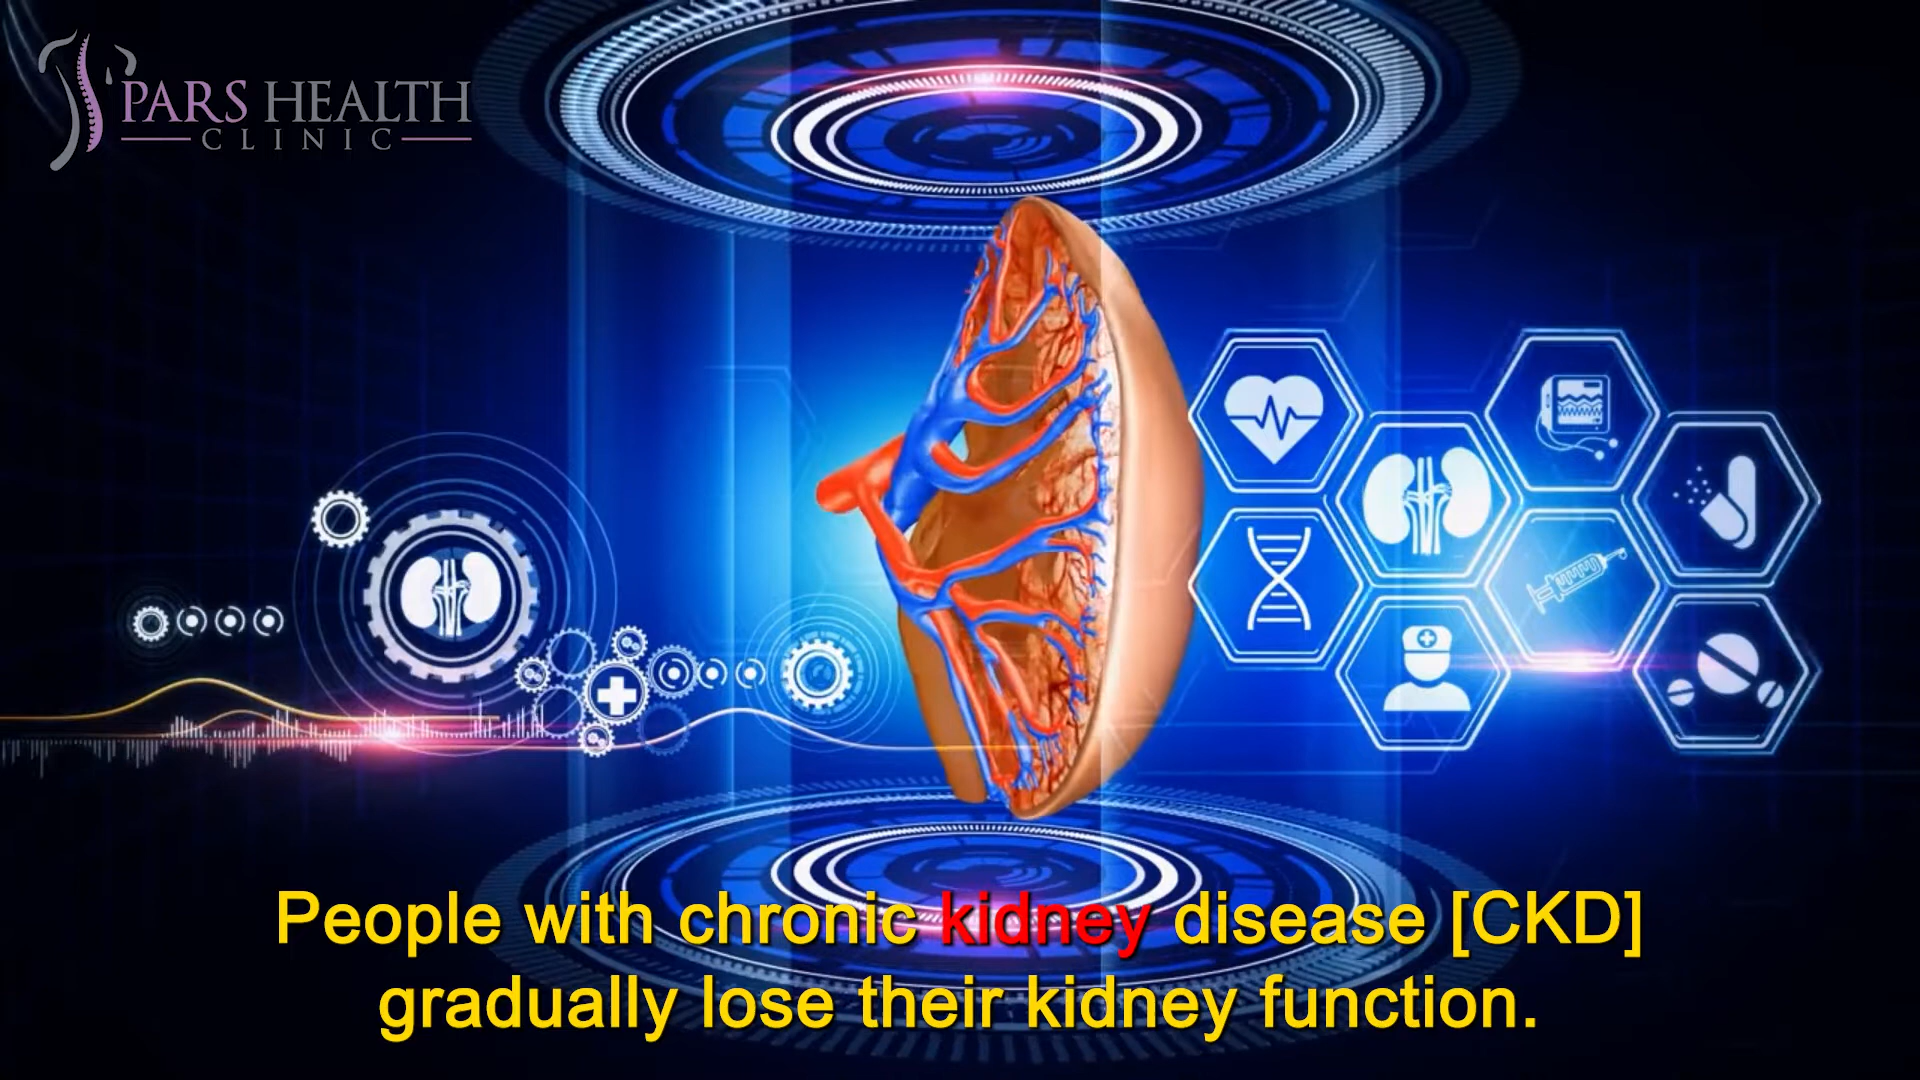 PARS HEALTH
CLINIC
People with chronic kidney disease [CKD]
gradually lose their kidney function.